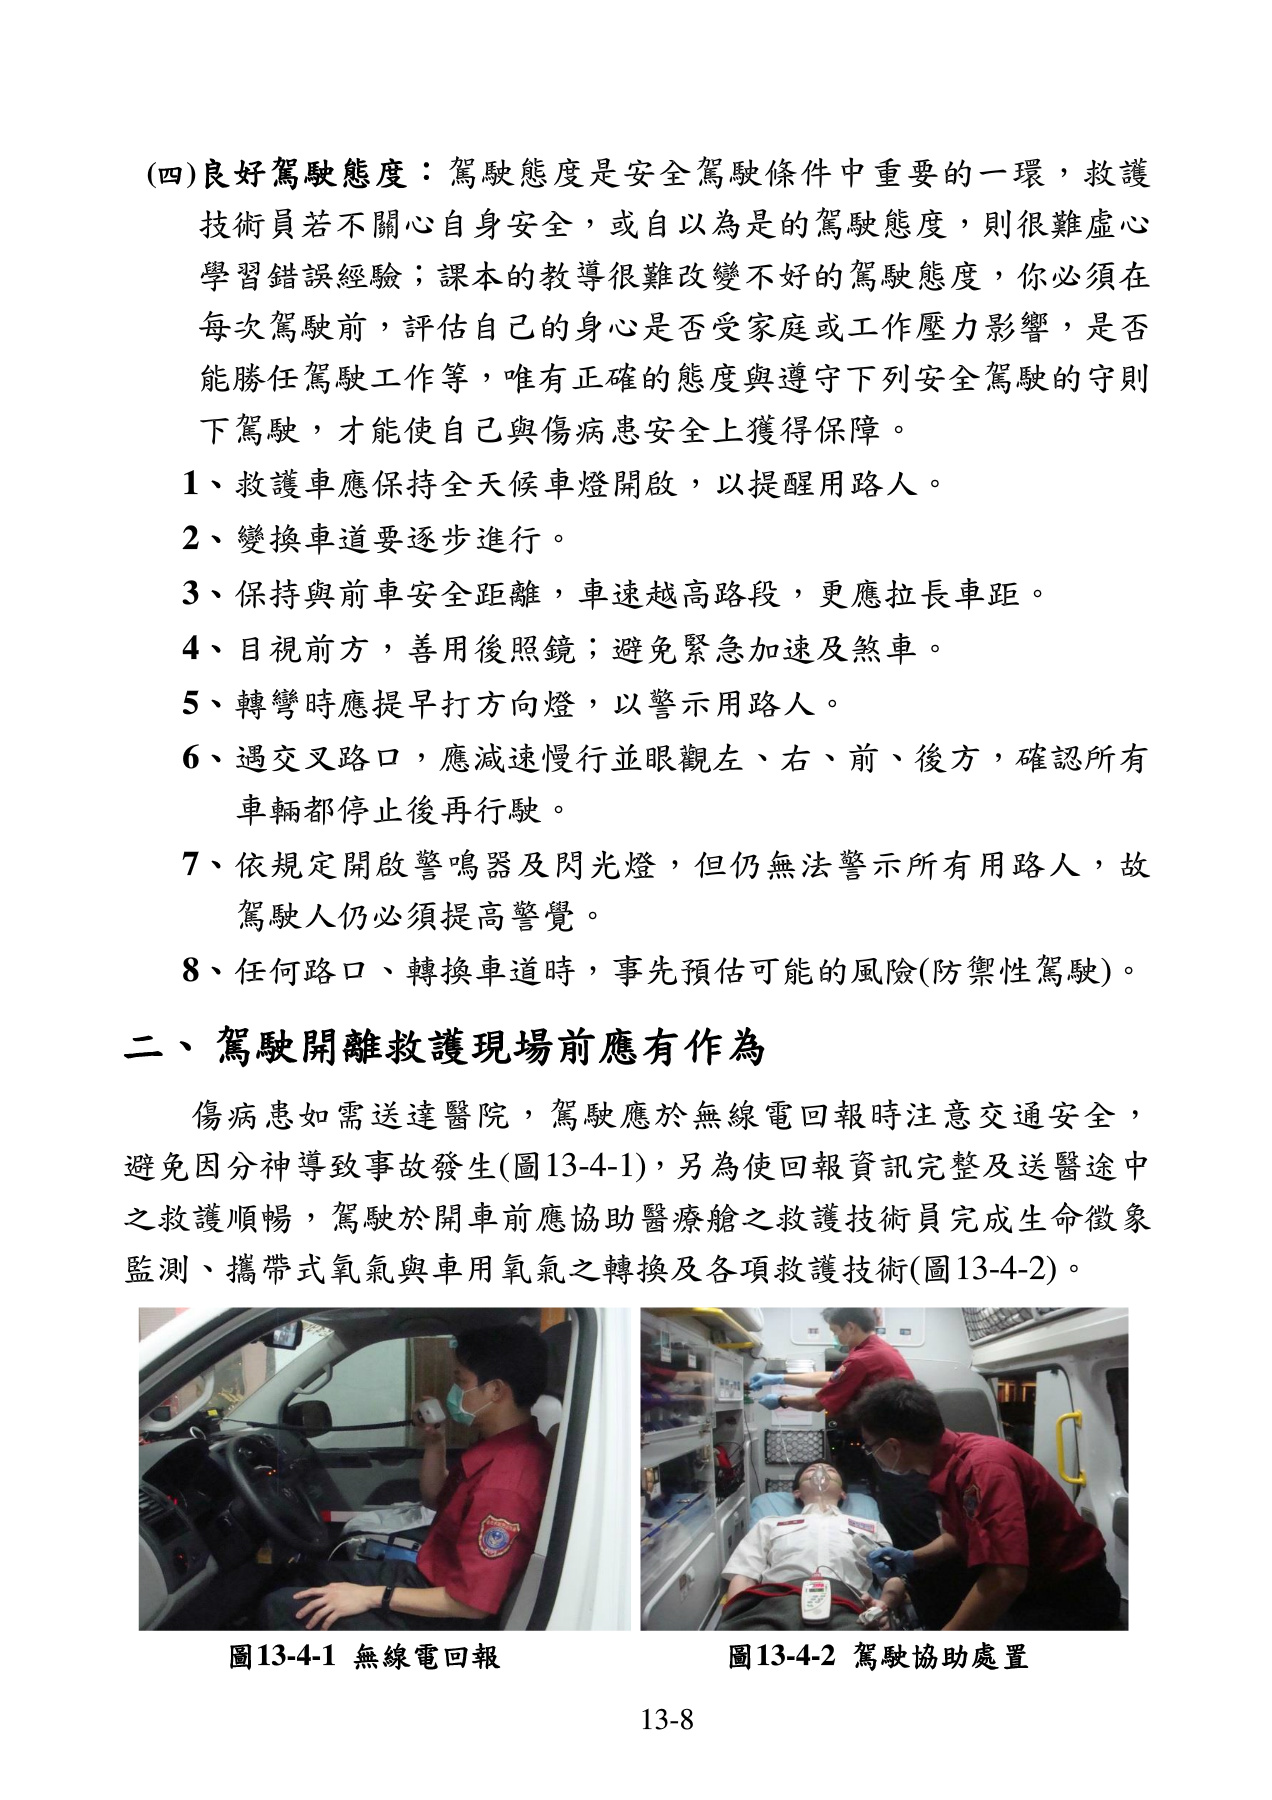 (四)良好駕駛態度：駕駛態度是安全駕駛條件中重要的一環，救護
技術員若不關心自身安全，或自以為是的駕駛態度，則很難虛心
學習錯誤經驗；課本的教導很難改變不好的駕駛態度，你必須在
每次駕駛前，評估自己的身心是否受家庭或工作壓力影響，是否
能勝任駕駛工作等，唯有正確的態度與遵守下列安全駕駛的守則
下駕駛，才能使自己與傷病患安全上獲得保障。
1、救護車應保持全天候車燈開啟，以提醒用路人。
2、變換車道要逐步進行。
3、保持與前車安全距離，車速越高路段，更應拉長車距。
4、目視前方，善用後照鏡；避免緊急加速及煞車。
5、轉彎時應提早打方向燈，以警示用路人。
6、遇交叉路口，應減速慢行並眼觀左、右、前、後方，確認所有
車輛都停止後再行駛。
7、依規定開啟警鳴器及閃光燈，但仍無法警示所有用路人，故
駕駛人仍必須提高警覺。
8、任何路口、轉換車道時，事先預估可能的風險(防禦性駕駛)。
二、駕駛開離救護現場前應有作為
傷病患如需送達醫院，駕駛應於無線電回報時注意交通安全，
避免因分神導致事故發生(圖13-4-1)，另為使回報資訊完整及送醫途中
之救護順暢，駕駛於開車前應協助醫療艙之救護技術員完成生命徵象
監測、攜帶式氧氣與車用氧氣之轉換及各項救護技術(圖13-4-2)。
圖13-4-1 無線電回報
圖13-4-2 駕駛協助處置
13-8